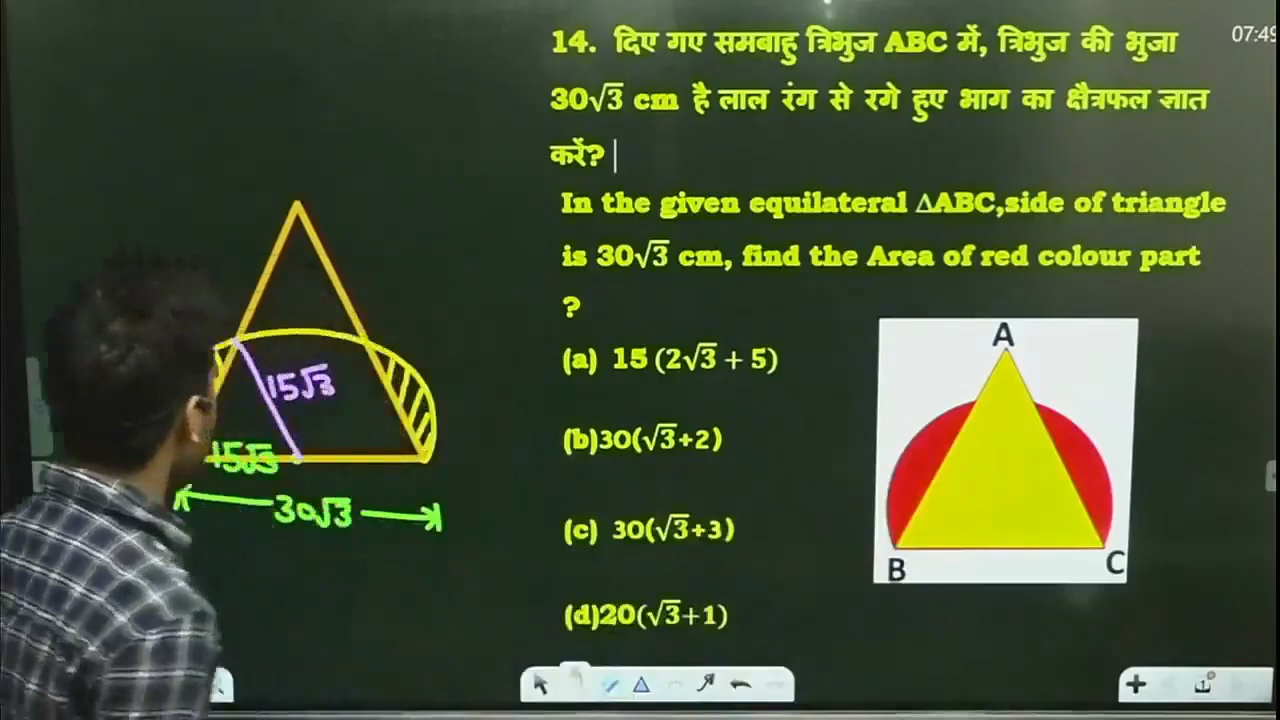 14. दिए गए समबाहु त्रिभुज ABC में, त्रिभुज की भुजा
30√3 cm है लाल रंग से रगे हुए भाग का क्षैत्रफल ज्ञात
करें?
In the given equilateral ΔABC,side of triangle
is 30√3 cm, find the Area of red colour part
?
(a) 15 (2√3 + 5)
(b)30(√3+2)
(c) 30(√3+3)
(d)20(√3+1)
A
B
C
15√3
15√3
30√3
07:49